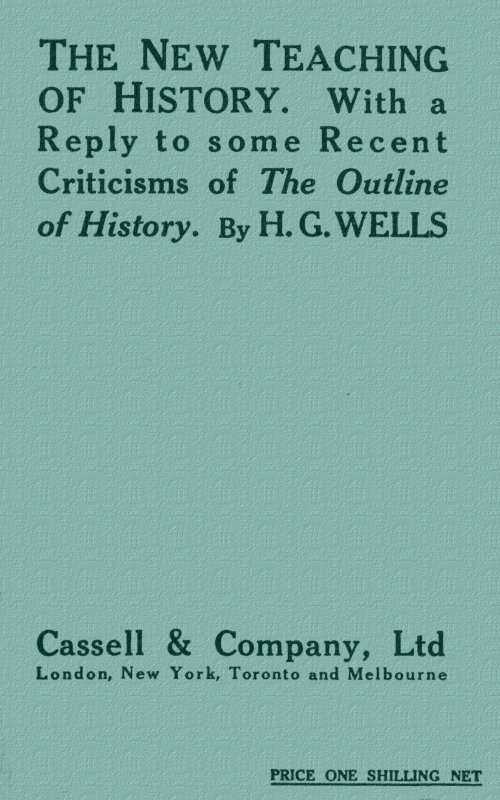 THE NEW TEACHING
OF HISTORY. With a
Reply to some Recent
Criticisms of The Outline
of History. By H. G. WELLS
Cassell & Company, Ltd
London, New York, Toronto and Melbourne
PRICE ONE SHILLING NET